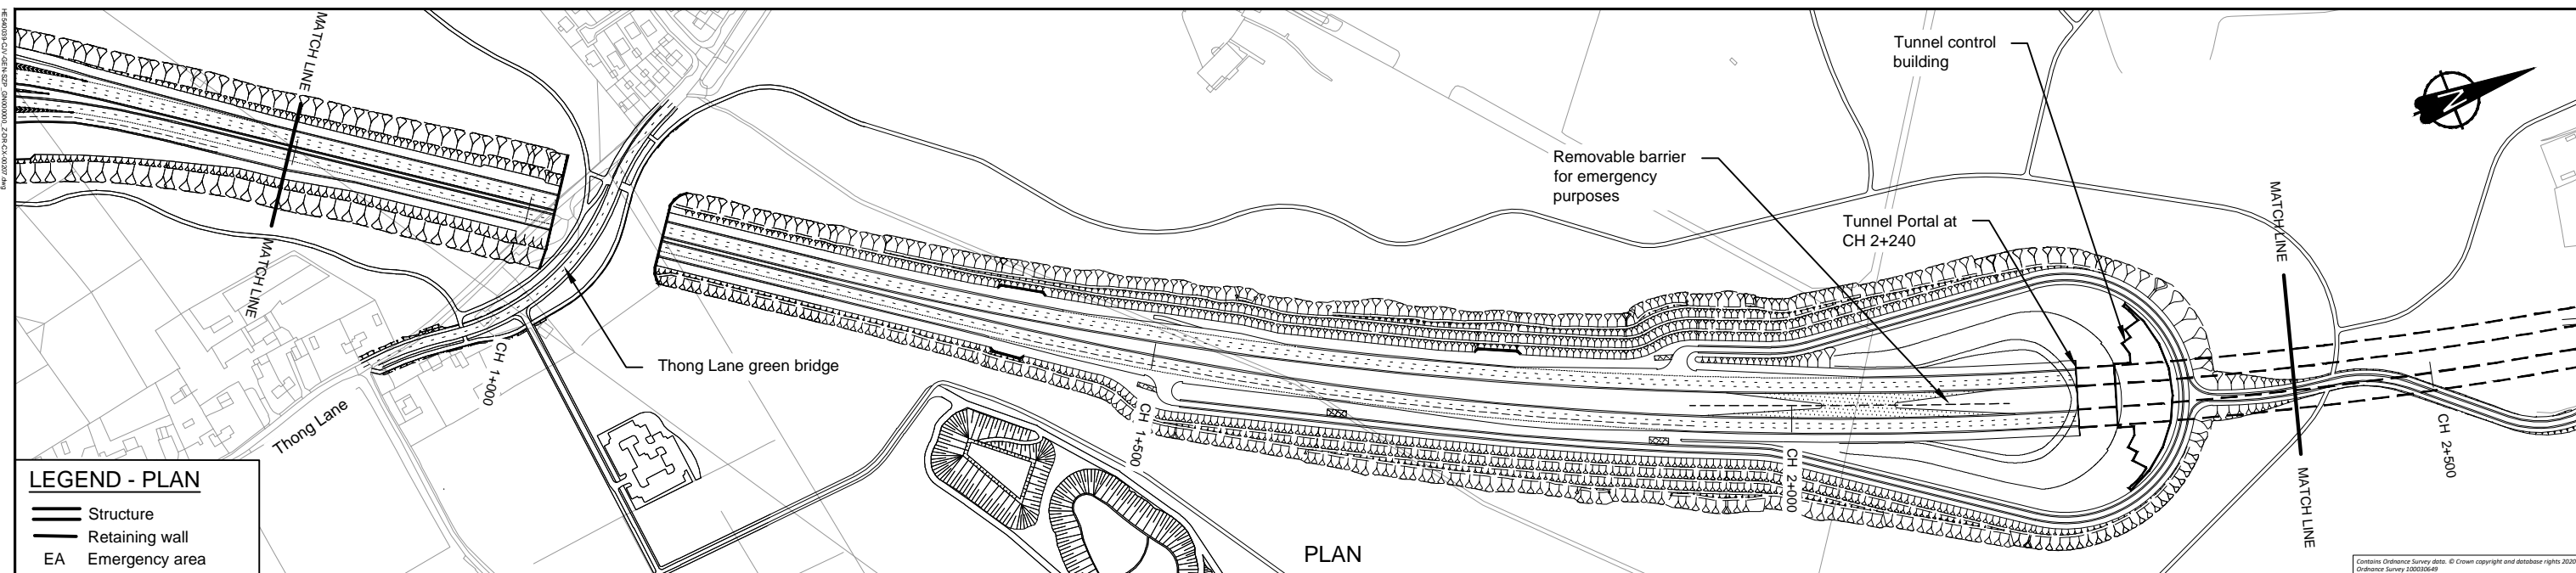 MATCH LINE
MATCH LINE
Tunnel control
building
N
Removable barrier
for emergency
purposes
Tunnel Portal at
CH 2+240
MATCH LINE
MATCH LINE
Thong Lane green bridge
CH 1+000
Thong Lane
CH 1+500
CH 2+000
CH 2+500
LEGEND - PLAN
Structure
Retaining wall
EA Emergency area
PLAN
Contains Ordnance Survey data. © Crown copyright and database rights 2020
Ordnance Survey 100030649